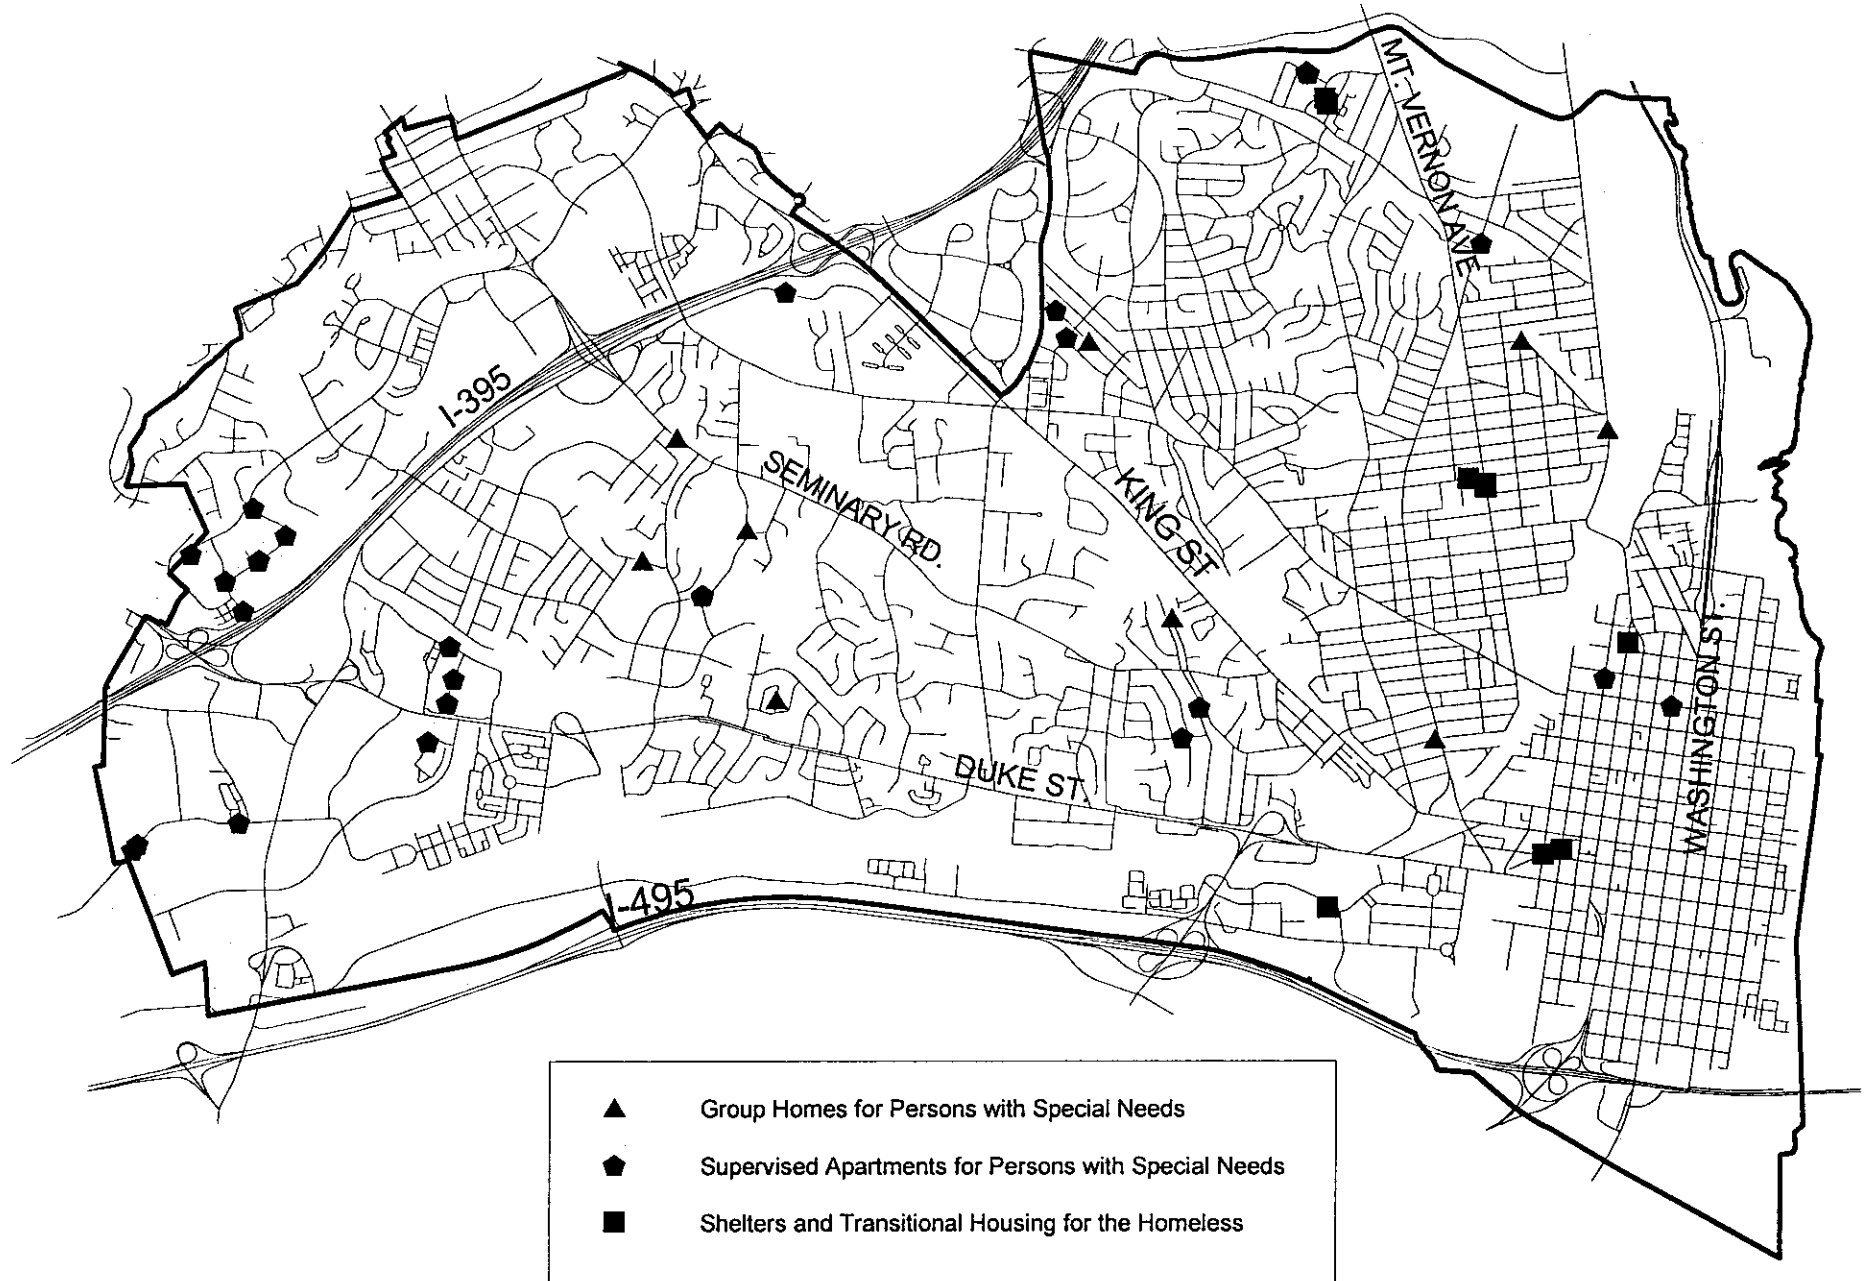 MT. VERNON AVE
I-395
SEMINARY RD.
KING ST
WASHINGTON ST.
DUKE ST.
I-495
Group Homes for Persons with Special Needs
Supervised Apartments for Persons with Special Needs
Shelters and Transitional Housing for the Homeless